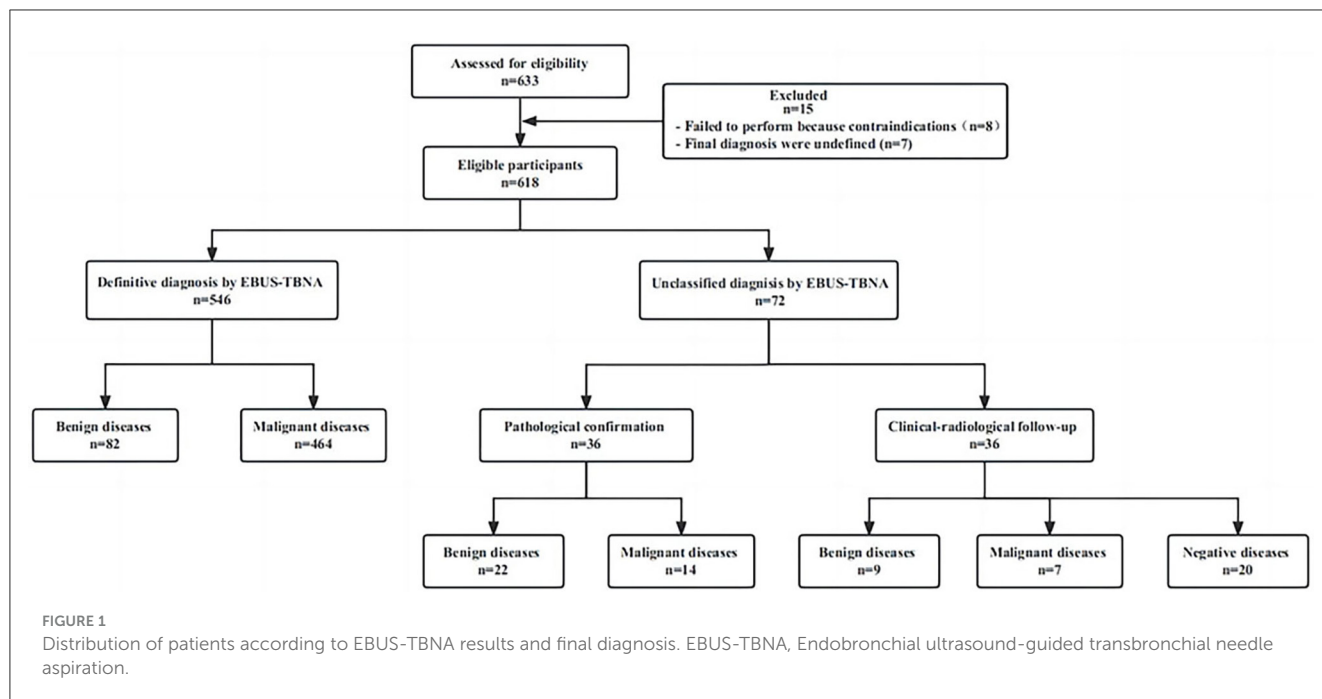 Assessed for eligibility
n=633
Excluded
n=15
- Failed to perform because contraindications（n=8）
- Final diagnosis were undefined (n=7)
Eligible participants
n=618
Definitive diagnosis by EBUS-TBNA
n=546
Unclassified diagnisis by EBUS-TBNA
n=72
Benign diseases
n=82
Malignant diseases
n=464
Pathological confirmation
n=36
Clinical-radiological follow-up
n=36
Benign diseases
n=22
Malignant diseases
n=14
Benign diseases
n=9
Malignant diseases
n=7
Negative diseases
n=20
FIGURE 1
Distribution of patients according to EBUS-TBNA results and final diagnosis. EBUS-TBNA, Endobronchial ultrasound-guided transbronchial needle
aspiration.